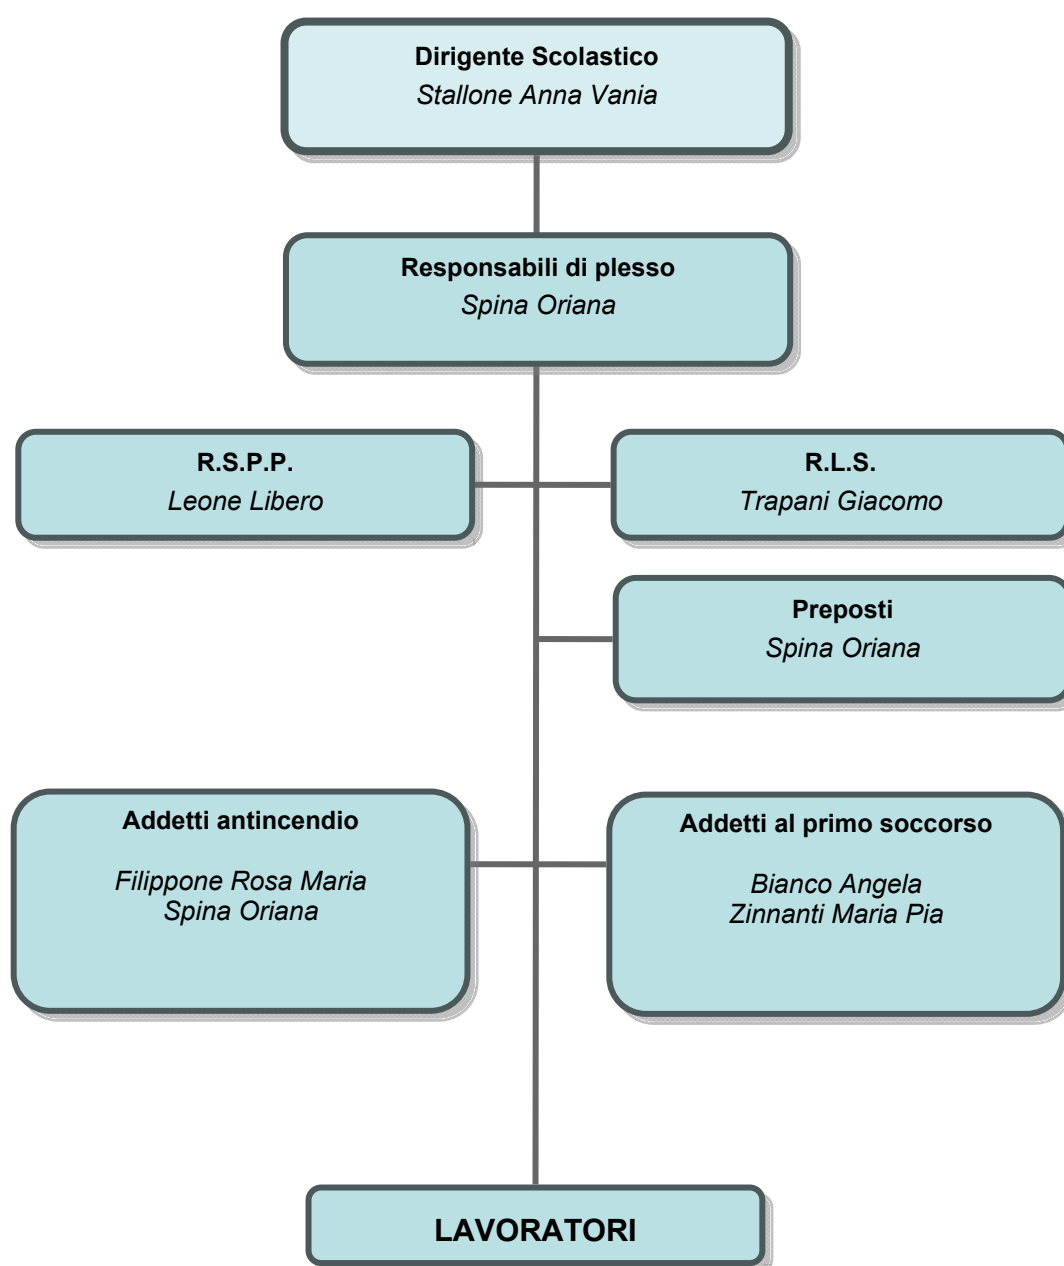 Dirigente Scolastico
Stallone Anna Vania
Responsabili di plesso
Spina Oriana
R.S.P.P.
Leone Libero
R.L.S.
Trapani Giacomo
Preposti
Spina Oriana
Addetti antincendio
Filippone Rosa Maria
Spina Oriana
Addetti al primo soccorso
Bianco Angela
Zinnanti Maria Pia
LAVORATORI